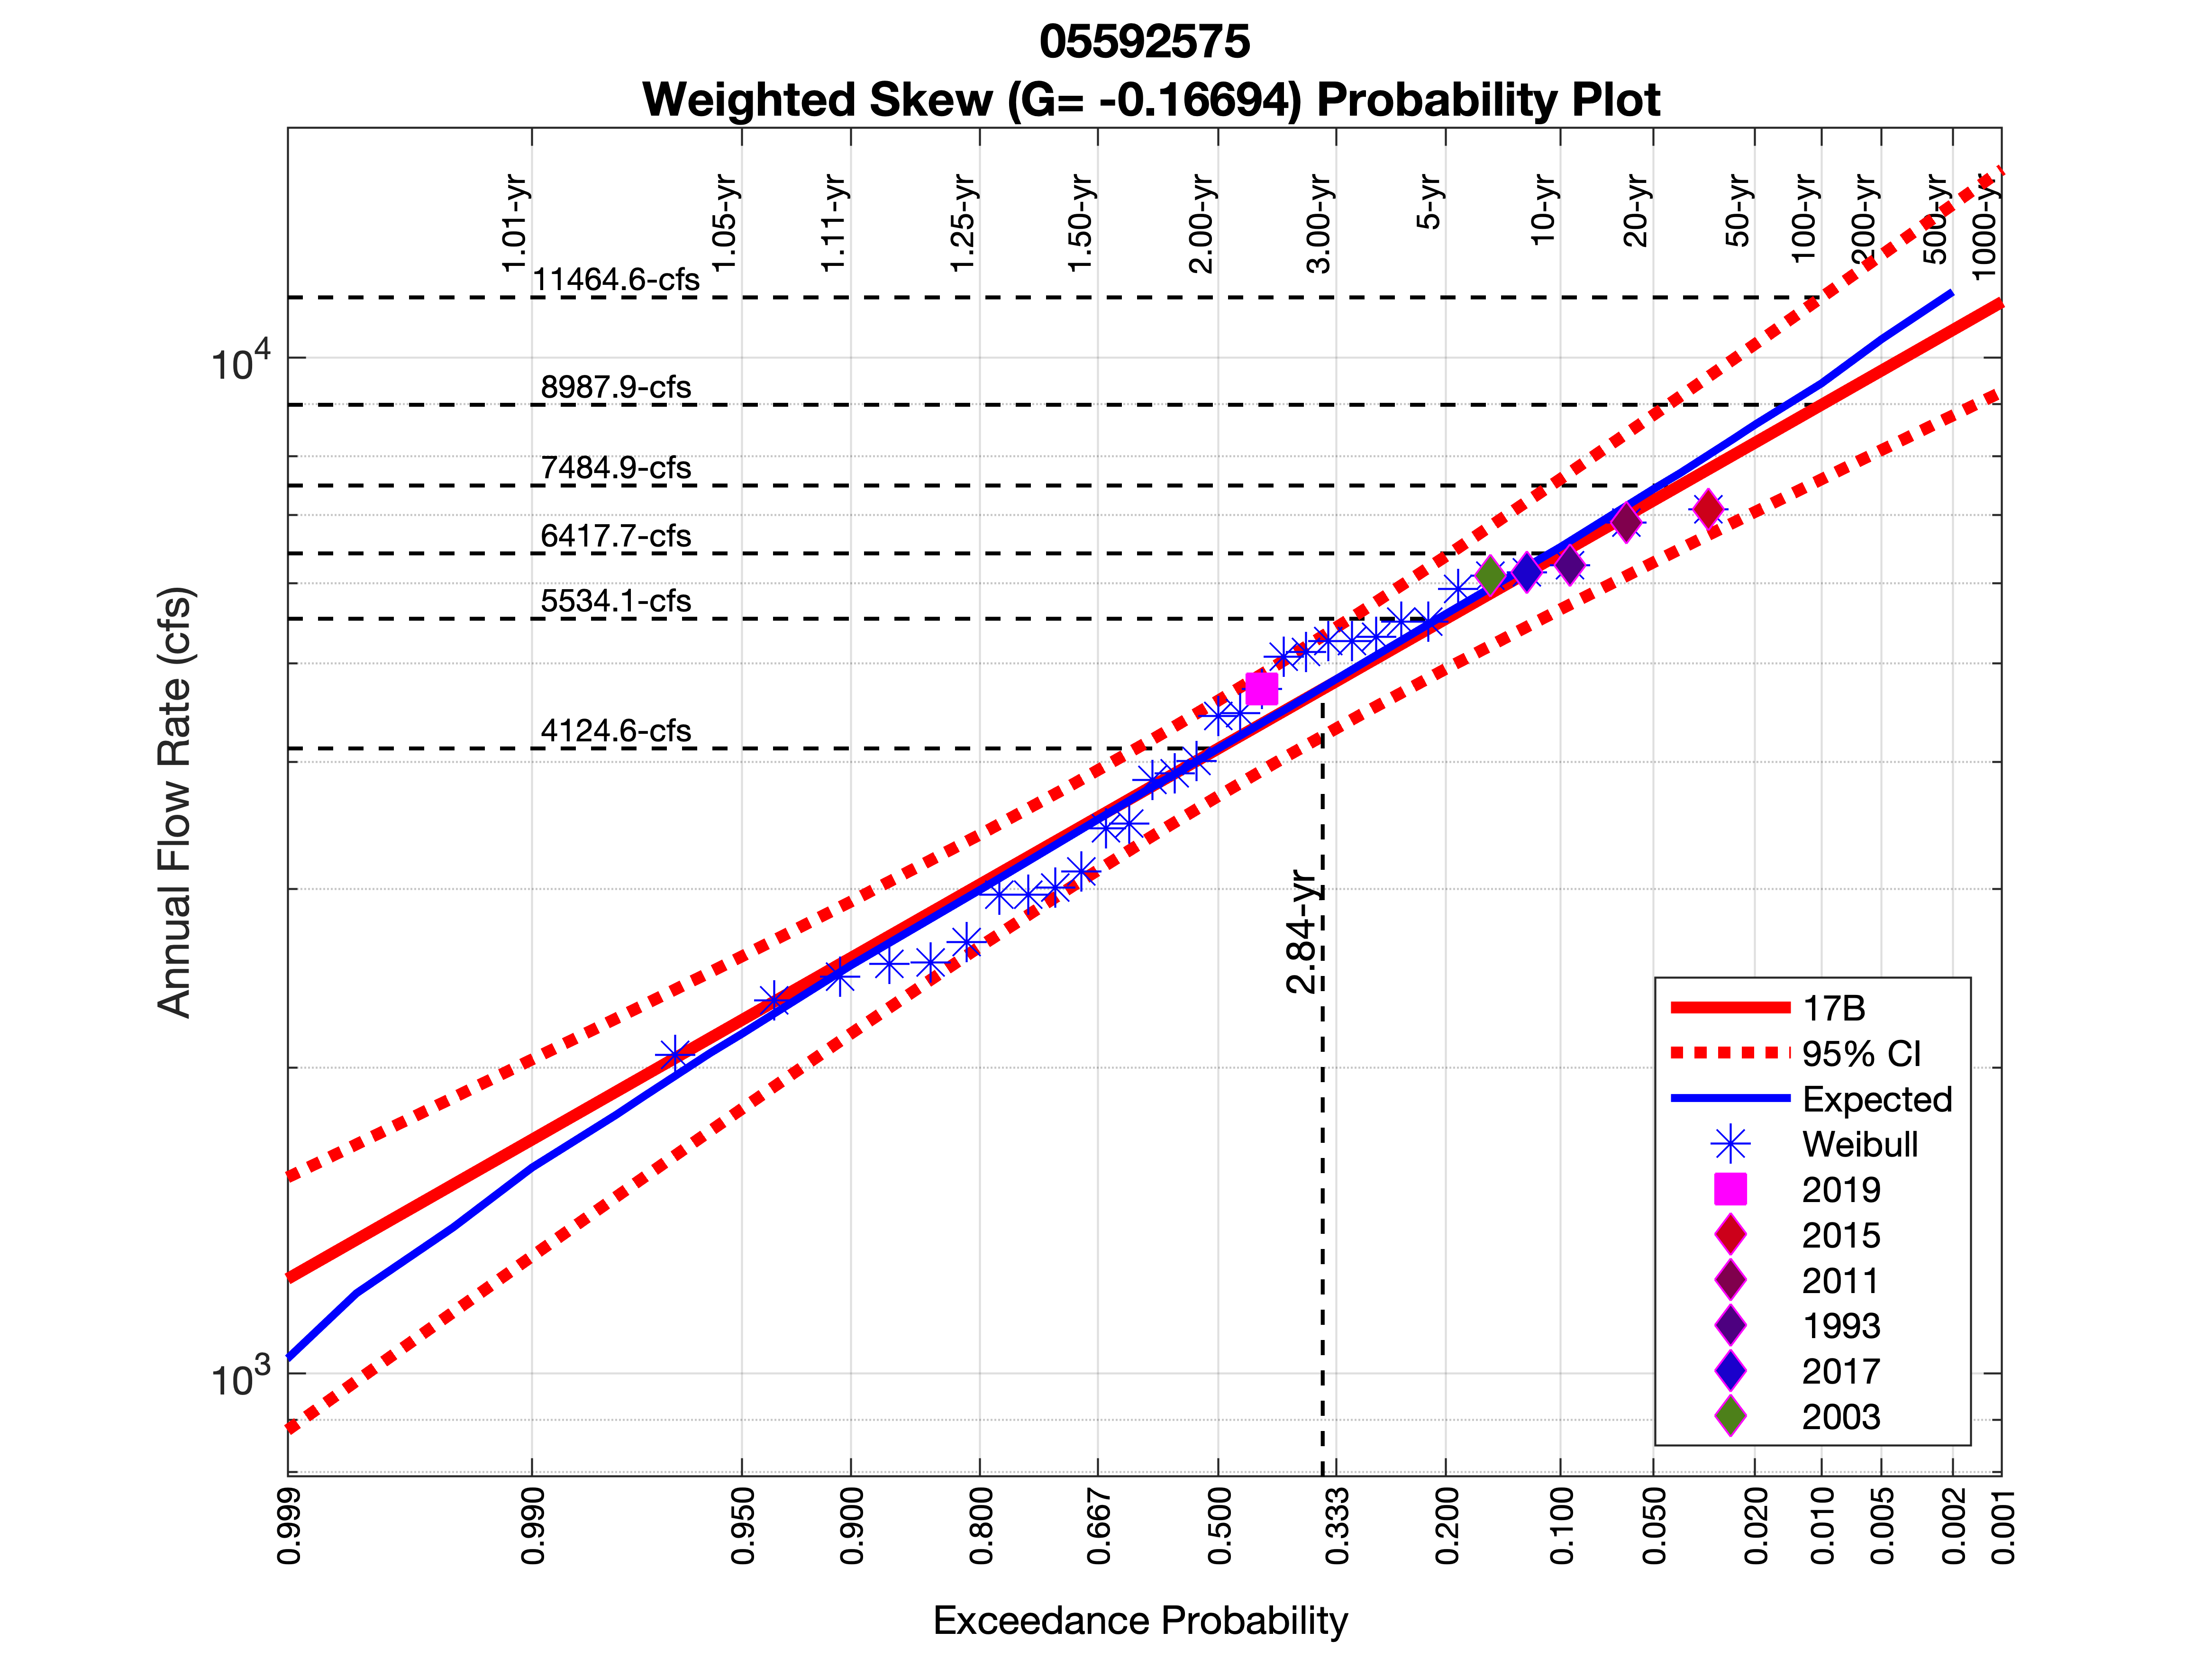 05592575
Weighted Skew (G= -0.16694) Probability Plot
1.01-yr
1.05-yr
1.11-yr
1.25-yr
1.50-yr
2.00-yr
3.00-yr
5-yr
10-yr
20-yr
50-yr
100-yr
200-yr
500-yr
1000-yr
11464.6-cfs
8987.9-cfs
7484.9-cfs
6417.7-cfs
5534.1-cfs
4124.6-cfs
2.84-yr
10^4
10^3
Annual Flow Rate (cfs)
17B
95% CI
Expected
Weibull
2019
2015
2011
1993
2017
2003
0.999
0.990
0.950
0.900
0.800
0.667
0.500
0.333
0.200
0.100
0.050
0.020
0.010
0.005
0.002
0.001
Exceedance Probability